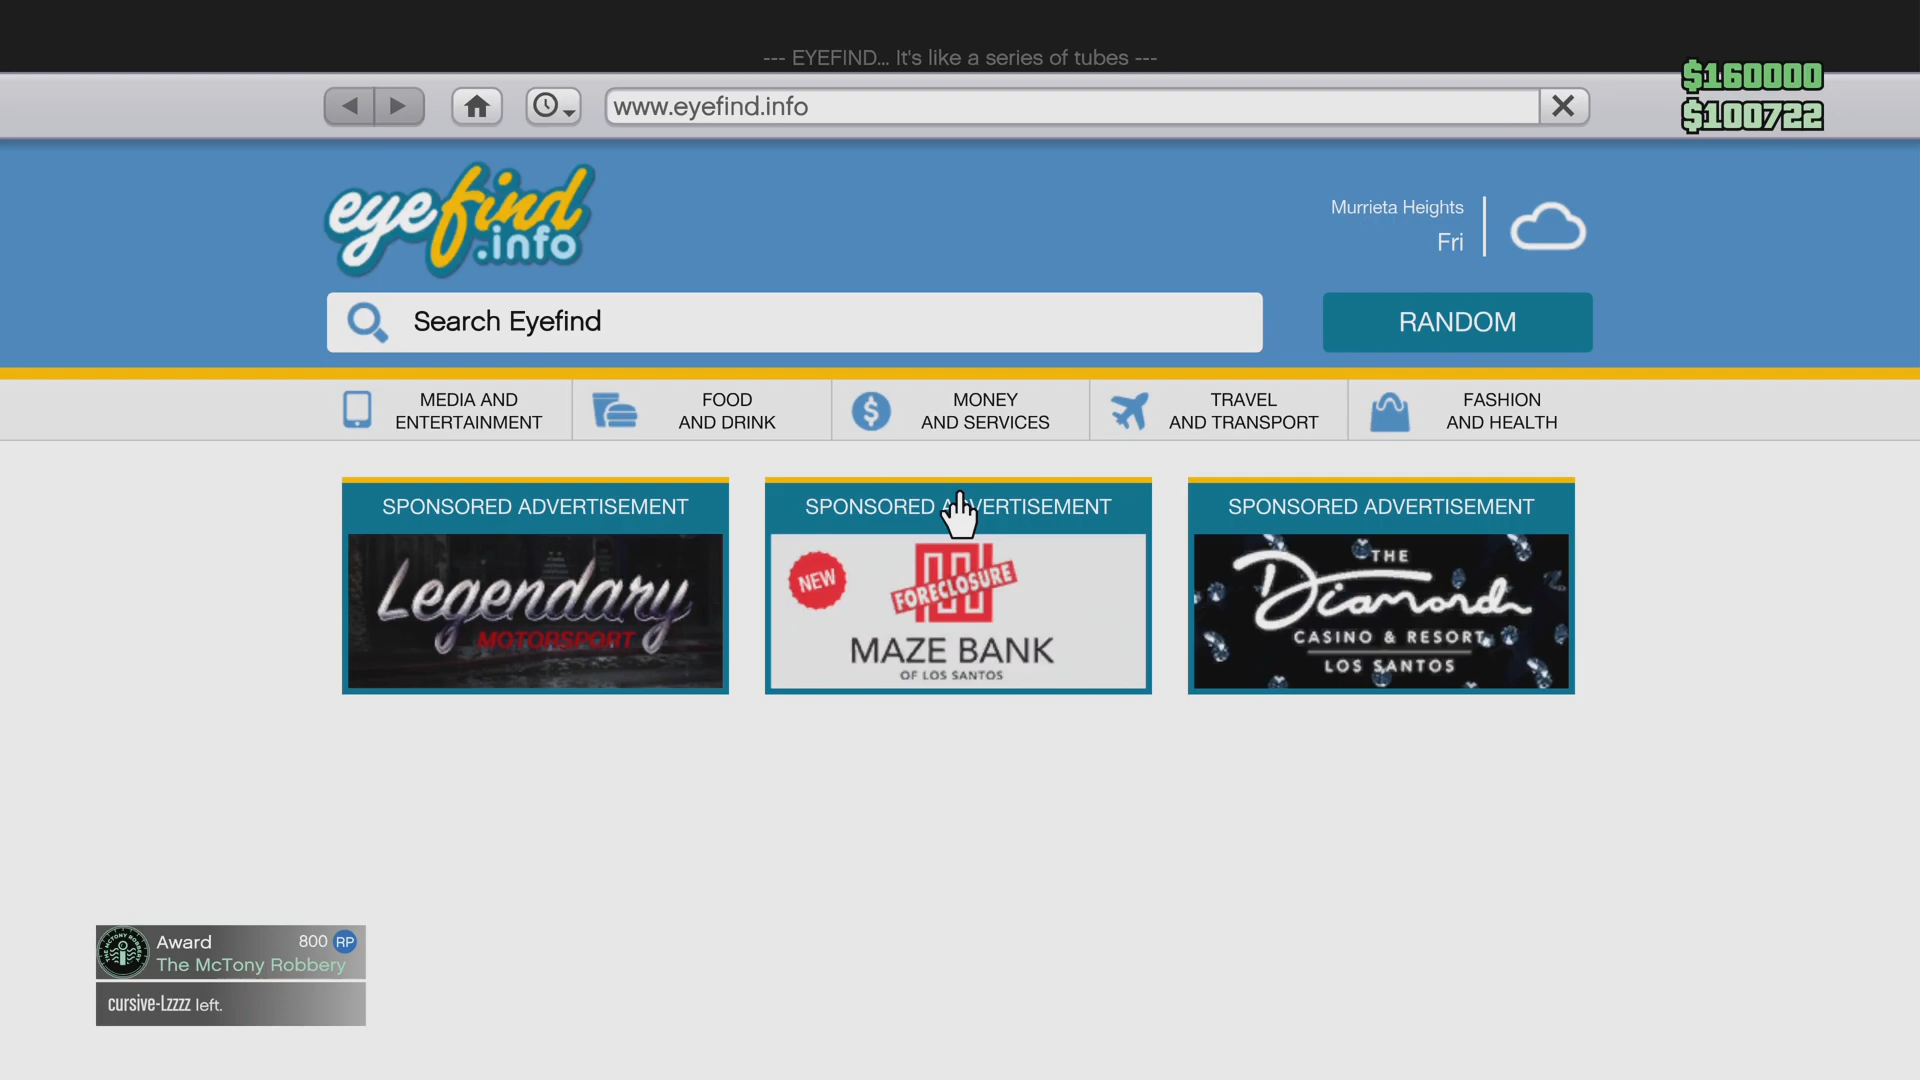 --- EYEFIND... It's like a series of tubes ---
$160000
www.eyefind.info
$100722
eyefind
.info
Murrieta Heights
Fri
Search Eyefind
RANDOM
MEDIA AND
ENTERTAINMENT
FOOD
AND DRINK
MONEY
AND SERVICES
TRAVEL
AND TRANSPORT
FASHION
AND HEALTH
SPONSORED ADVERTISEMENT
Legendary
MOTORSPORT
SPONSORED ADVERTISEMENT
NEW
FORECLOSURE
MAZE BANK
OF LOS SANTOS
SPONSORED ADVERTISEMENT
THE
Diamond
CASINO & RESORT
LOS SANTOS
Award
800 RP
The McTony Robbery
cursive-Lzzzz left.